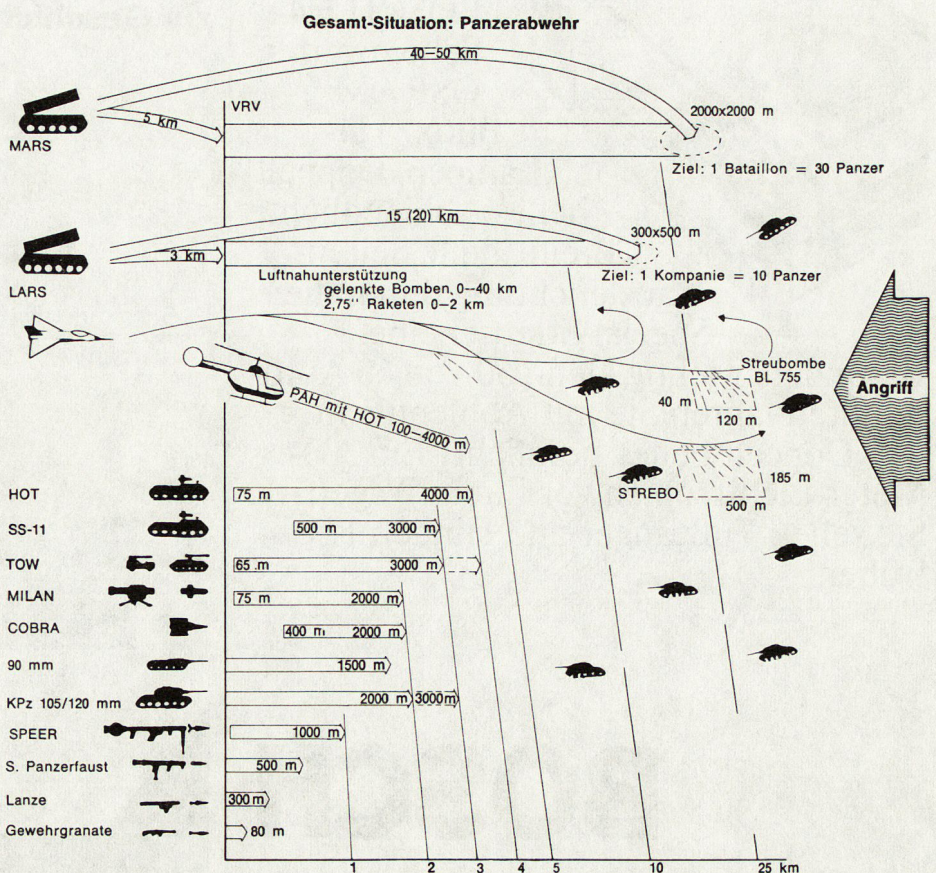 Gesamt-Situation: Panzerabwehr
40–50 km
VRV
5 km
2000x2000 m
MARS
Ziel: 1 Bataillon = 30 Panzer
15 (20) km
300x500 m
3 km
LARS
Luftnahunterstützung
Ziel: 1 Kompanie = 10 Panzer
gelenkte Bomben, 0--40 km
2,75'' Raketen 0–2 km
Streubombe
BL 755
Angriff
40 m
120 m
PAH mit HOT 100–4000 m
185 m
STREBO
500 m
HOT
75 m
4000 m
SS-11
500 m
3000 m
TOW
65 .m
3000 m
MILAN
75 m
2000 m
COBRA
400 m
2000 m
90 mm
1500 m
KPz 105/120 mm
2000 m
3000m
SPEER
1000 m
S. Panzerfaust
500 m
Lanze
300 m
Gewehrgranate
80 m
1 2 3 4 5 10 25 km